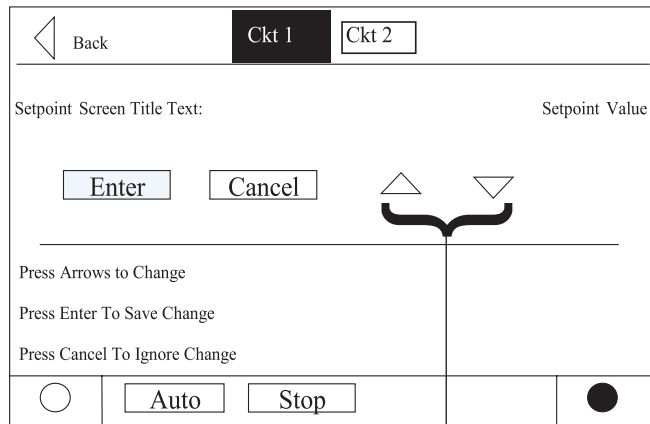 Back Ckt 1 Ckt 2
Setpoint Screen Title Text: Setpoint Value
Enter Cancel
Press Arrows to Change
Press Enter To Save Change
Press Cancel To Ignore Change
Auto Stop